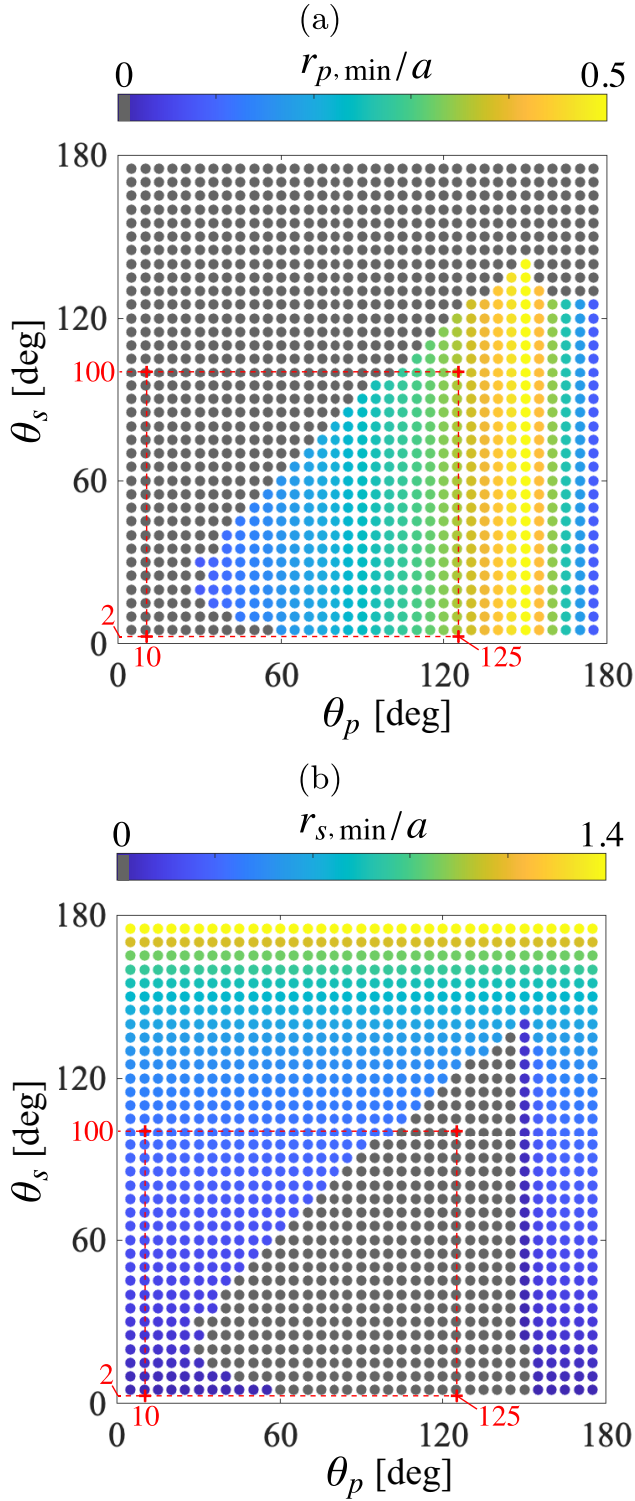 (a)
r_{p,min}/a
0 0.5
180
120
100
60
2
0
θ_s [deg]
10 125
0 60 120 180
θ_p [deg]
(b)
r_{s,min}/a
0 1.4
180
120
100
60
2
0
θ_s [deg]
10 125
0 60 120 180
θ_p [deg]